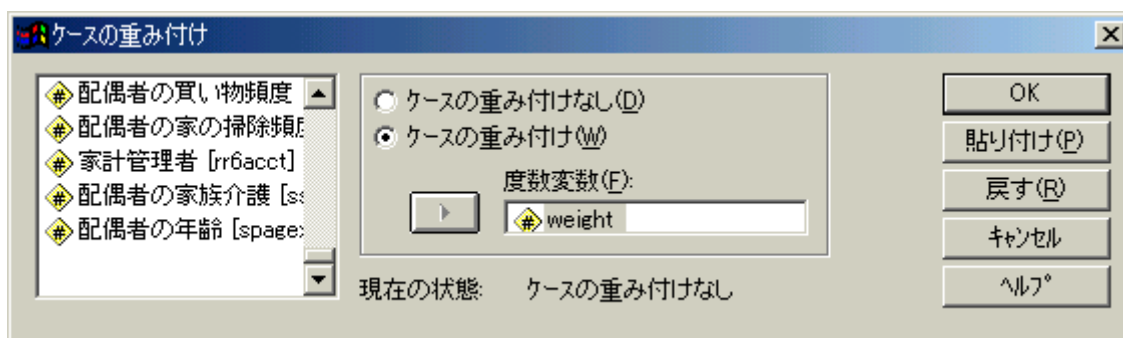 ケースの重み付け
配偶者の買い物頻度
配偶者の家の掃除頻度
家計管理者 [rr6acct]
配偶者の家族介護 [ss
配偶者の年齢 [spage
ケースの重み付けなし(D)
ケースの重み付け(W)
度数変数(F):
weight
現在の状態: ケースの重み付けなし
OK
貼り付け(P)
戻す(R)
キャンセル
ヘルプ